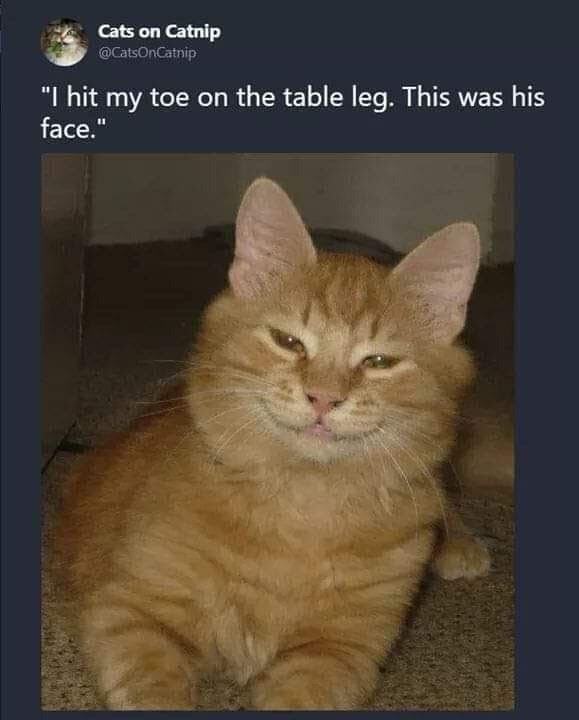 Cats on Catnip
@CatsOnCatnip
"I hit my toe on the table leg. This was his
face."